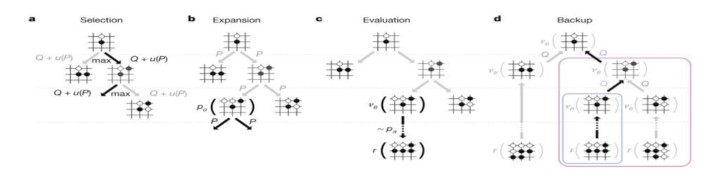 a Selection
b Expansion
c Evaluation
d Backup
Q + u(P) max Q + u(P)
Q + u(P) max Q + u(P)
P P
P P
pσ ( )
P P
vθ ( )
~ pπ
r ( )
vθ ( )
Q Q
vθ ( ) vθ ( )
Q Q
vθ ( ) vθ ( )
r ( ) r ( ) r ( )